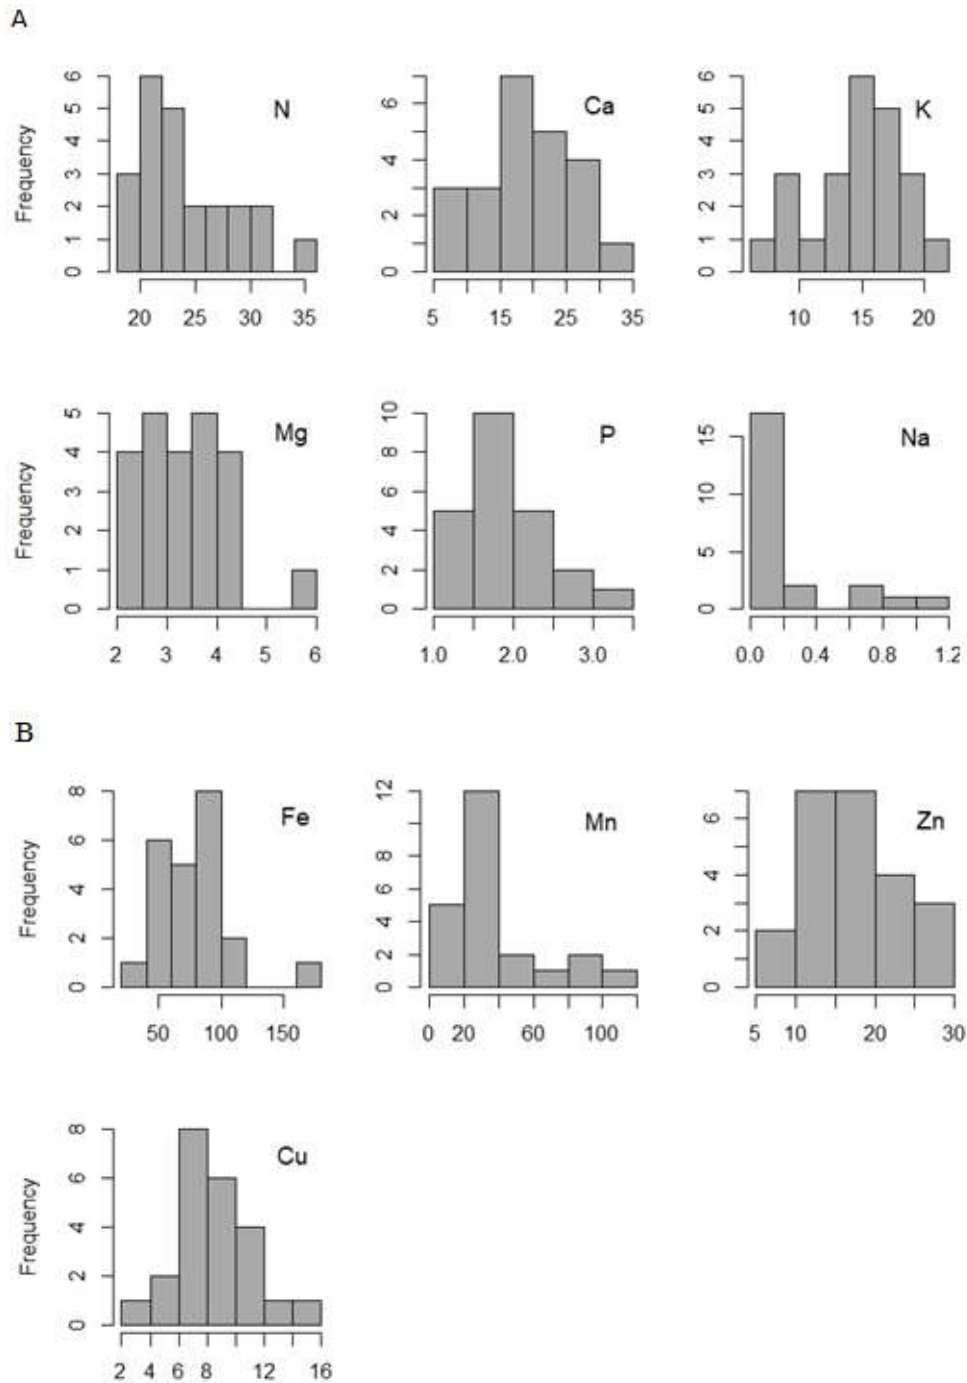 A
N
Frequency
0 1 2 3 4 5 6
20 25 30 35
Ca
0 2 4 6
5 15 25 35
K
0 1 2 3 4 5 6
10 15 20
Mg
Frequency
0 1 2 3 4 5
2 3 4 5 6
P
0 2 4 6 8 10
1.0 2.0 3.0
Na
0 5 10 15
0.0 0.4 0.8 1.2
B
Fe
Frequency
0 2 4 6 8
50 100 150
Mn
0 2 4 6 8 12
0 20 60 100
Zn
0 2 4 6
5 10 20 30
Cu
Frequency
0 2 4 6 8
2 4 6 8 12 16